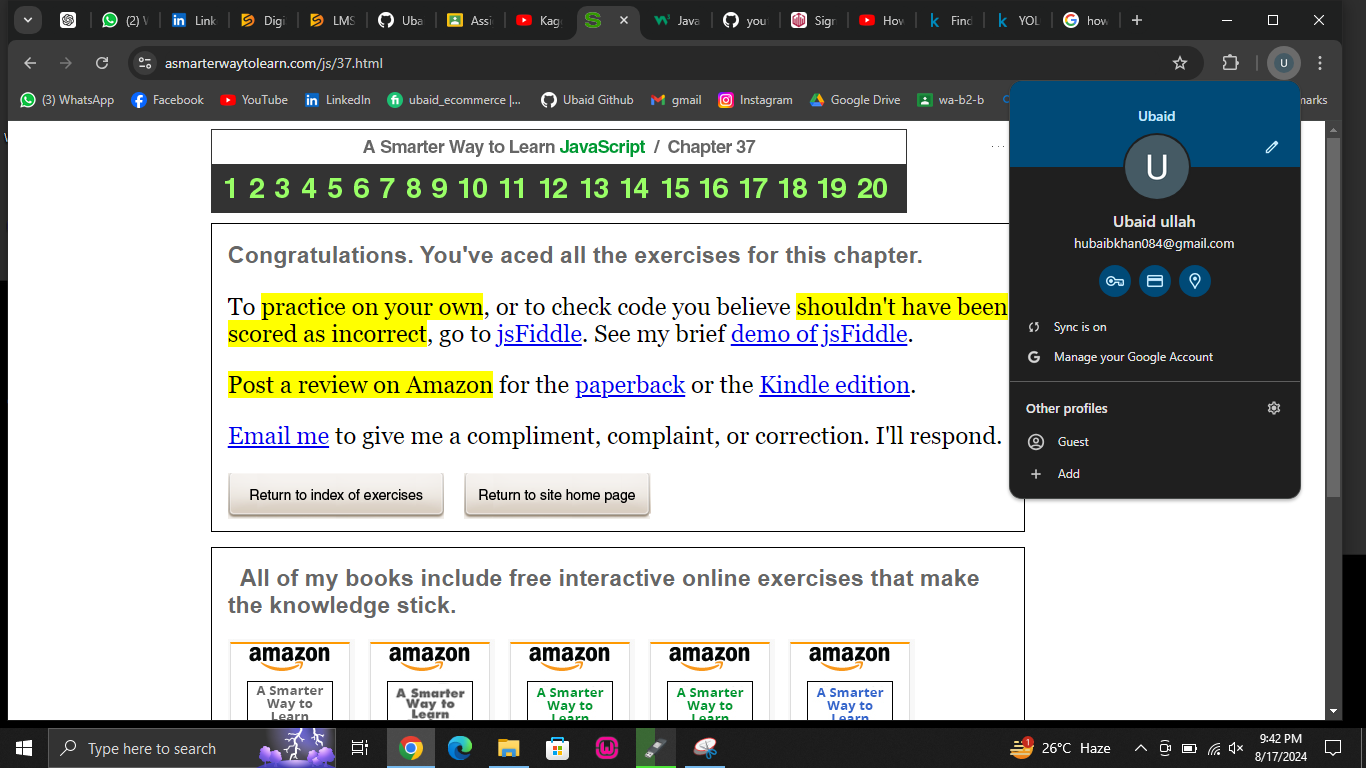 (2) W
Link
Digi
LMS
Uba
Assi
Kag
Java
you
Sign
How
Find
YOL
how
asmarterwaytolearn.com/js/37.html
U
(3) WhatsApp
Facebook
YouTube
LinkedIn
ubaid_ecommerce |...
Ubaid Github
gmail
Instagram
Google Drive
wa-b2-b
marks
A Smarter Way to Learn JavaScript / Chapter 37
1 2 3 4 5 6 7 8 9 10 11 12 13 14 15 16 17 18 19 20
Congratulations. You've aced all the exercises for this chapter.
To practice on your own, or to check code you believe shouldn't have been
scored as incorrect, go to jsFiddle. See my brief demo of jsFiddle.
Post a review on Amazon for the paperback or the Kindle edition.
Email me to give me a compliment, complaint, or correction. I'll respond.
Return to index of exercises
Return to site home page
Ubaid
U
Ubaid ullah
hubaibkhan084@gmail.com
Sync is on
Manage your Google Account
Other profiles
Guest
Add
All of my books include free interactive online exercises that make
the knowledge stick.
amazon
amazon
amazon
amazon
amazon
A Smarter
Way to
Learn
A Smarter
Way to
Learn
A Smarter
Way to
Learn
A Smarter
Way to
Learn
A Smarter
Way to
Learn
Type here to search
1
26°C Haze
9:42 PM
8/17/2024